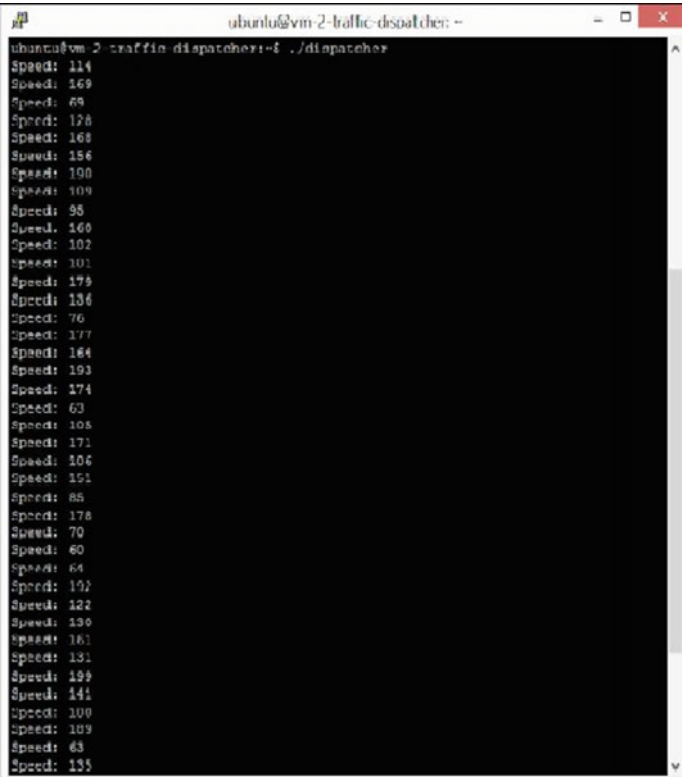 ubuntu@vm-2-traffic-dispatcher: ~
ubuntu@vm-2-traffic-dispatcher:~$ ./dispatcher
Speed: 114
Speed: 169
Speed: 69
Speed: 128
Speed: 168
Speed: 156
Speed: 190
Speed: 109
Speed: 95
Speed: 160
Speed: 102
Speed: 101
Speed: 179
Speed: 136
Speed: 76
Speed: 177
Speed: 164
Speed: 193
Speed: 174
Speed: 63
Speed: 105
Speed: 171
Speed: 106
Speed: 151
Speed: 85
Speed: 178
Speed: 70
Speed: 60
Speed: 64
Speed: 192
Speed: 122
Speed: 130
Speed: 161
Speed: 131
Speed: 199
Speed: 141
Speed: 100
Speed: 189
Speed: 63
Speed: 135